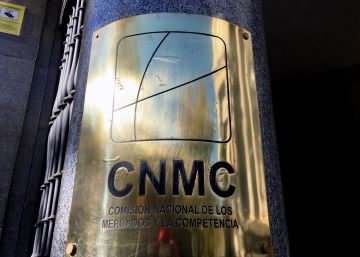 CNMC
COMISIÓN NACIONAL DE LOS
MERCADOS Y LA COMPETENCIA